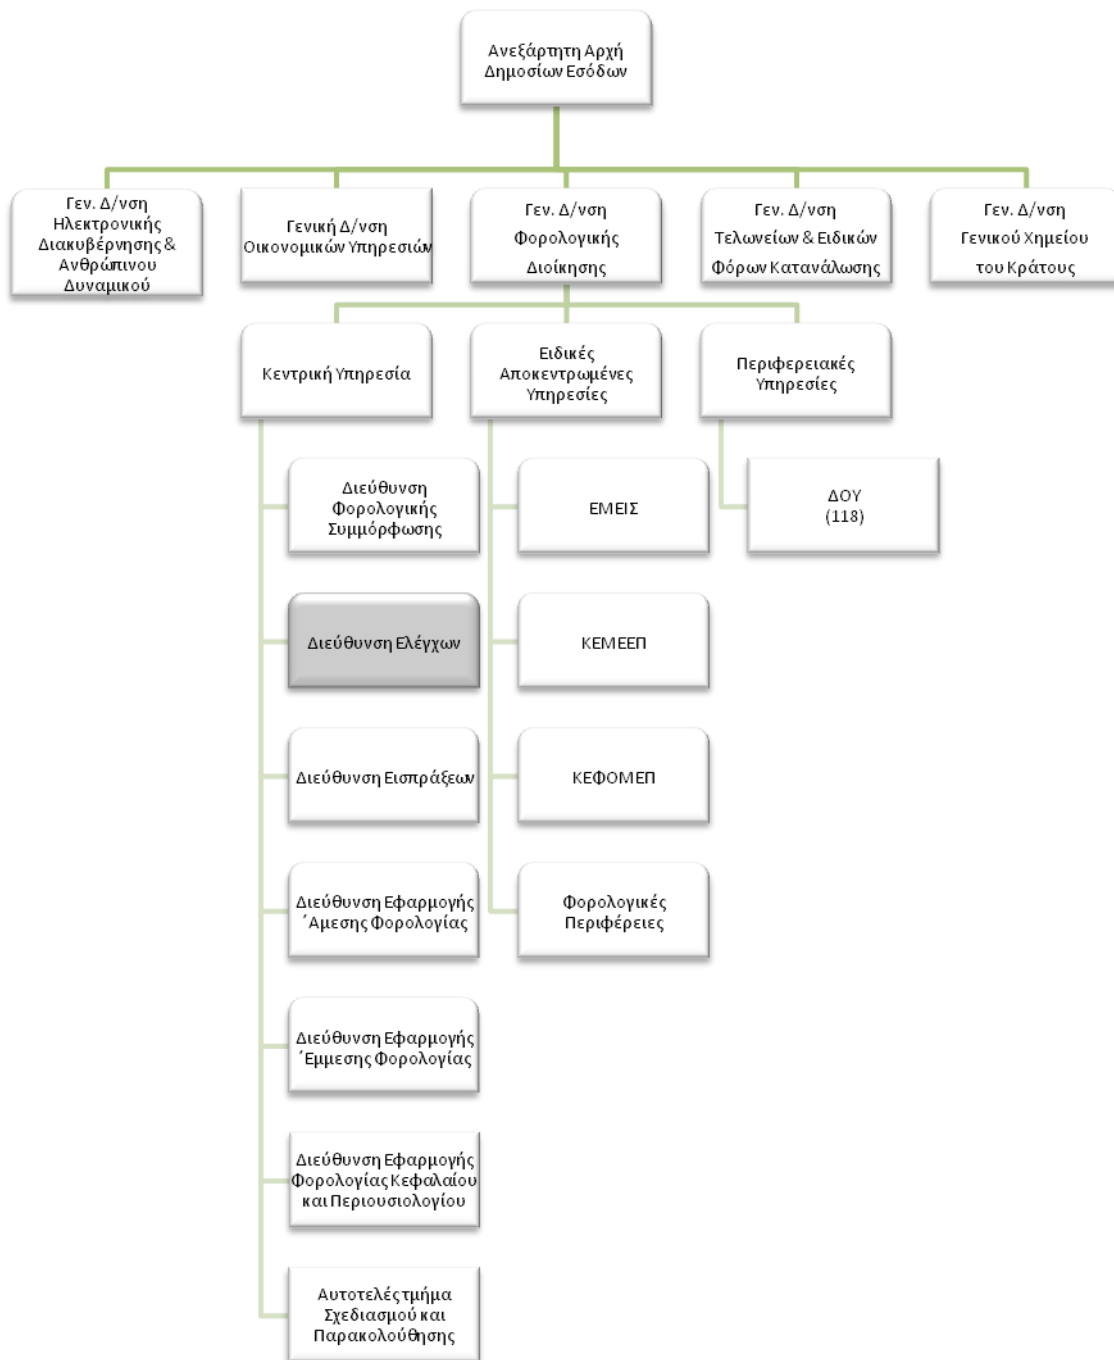 Ανεξάρτητη Αρχή
Δημοσίων Εσόδων
Γεν. Δ/νση
Ηλεκτρονικής
Διακυβέρνησης &
Ανθρώπινου
Δυναμικού
Γενική Δ/νση
Οικονομικών Υπηρεσιών
Γεν. Δ/νση
Φορολογικής
Διοίκησης
Γεν. Δ/νση
Τελωνείων & Ειδικών
Φόρων Κατανάλωσης
Γεν. Δ/νση
Γενικού Χημείου
του Κράτους
Κεντρική Υπηρεσία
Ειδικές
Αποκεντρωμένες
Υπηρεσίες
Περιφερειακές
Υπηρεσίες
Διεύθυνση
Φορολογικής
Συμμόρφωσης
ΕΜΕΙΣ
ΔΟΥ
(118)
Διεύθυνση Ελέγχων
ΚΕΜΕΕΠ
Διεύθυνση Εισπράξεων
ΚΕΦΟΜΕΠ
Διεύθυνση Εφαρμογής
΄Αμεσης Φορολογίας
Φορολογικές
Περιφέρειες
Διεύθυνση Εφαρμογής
΄Εμμεσης Φορολογίας
Διεύθυνση Εφαρμογής
Φορολογίας Κεφαλαίου
και Περιουσιολογίου
Αυτοτελές τμήμα
Σχεδιασμού και
Παρακολούθησης